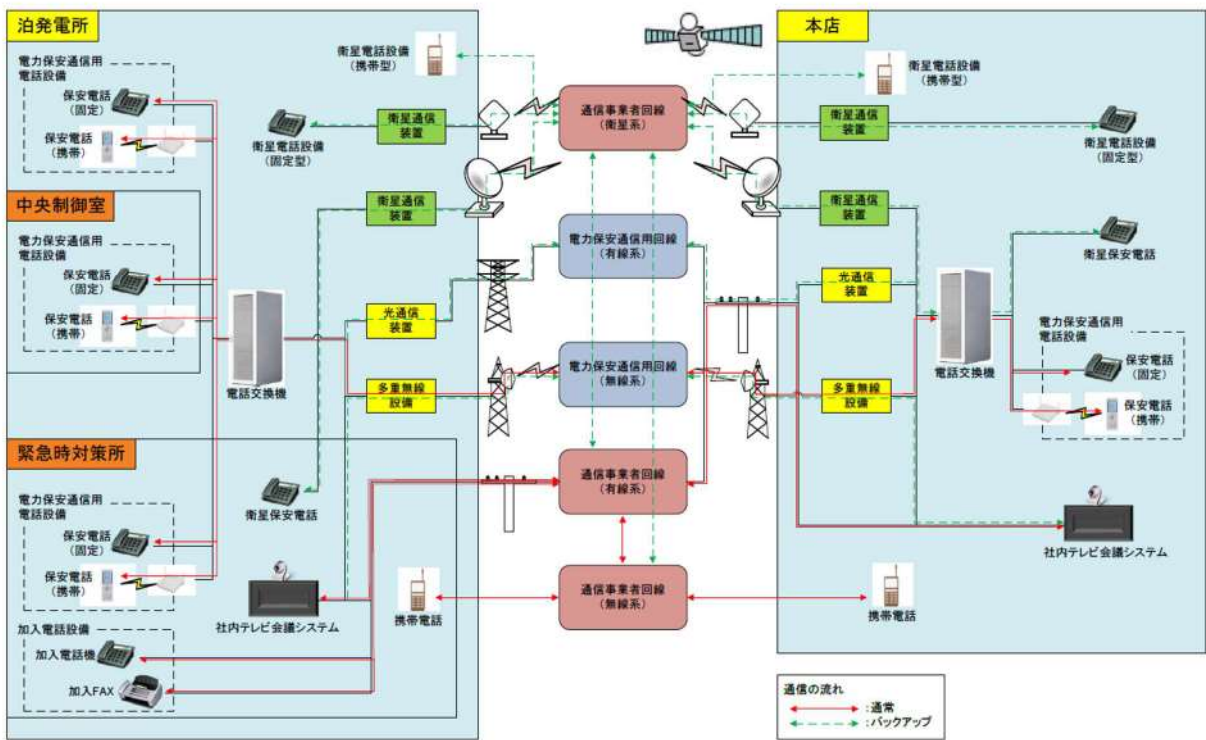 泊発電所
電力保安通信用
電話設備
保安電話
(固定)
保安電話
(携帯)
中央制御室
電力保安通信用
電話設備
保安電話
(固定)
保安電話
(携帯)
緊急時対策所
電力保安通信用
電話設備
保安電話
(固定)
保安電話
(携帯)
加入電話設備
加入電話機
加入FAX
電話交換機
衛星電話設備
(携帯型)
衛星電話設備
(固定型)
衛星通信
装置
衛星通信
装置
光通信
装置
多重無線
設備
衛星保安電話
社内テレビ会議システム
携帯電話
通信事業者回線
(衛星系)
電力保安通信用回線
(有線系)
電力保安通信用回線
(無線系)
通信事業者回線
(有線系)
通信事業者回線
(無線系)
本店
衛星電話設備
(携帯型)
衛星通信
装置
衛星電話設備
(固定型)
衛星通信
装置
衛星保安電話
光通信
装置
多重無線
設備
電話交換機
電力保安通信用
電話設備
保安電話
(固定)
保安電話
(携帯)
社内テレビ会議システム
携帯電話
通信の流れ
:通常
:バックアップ